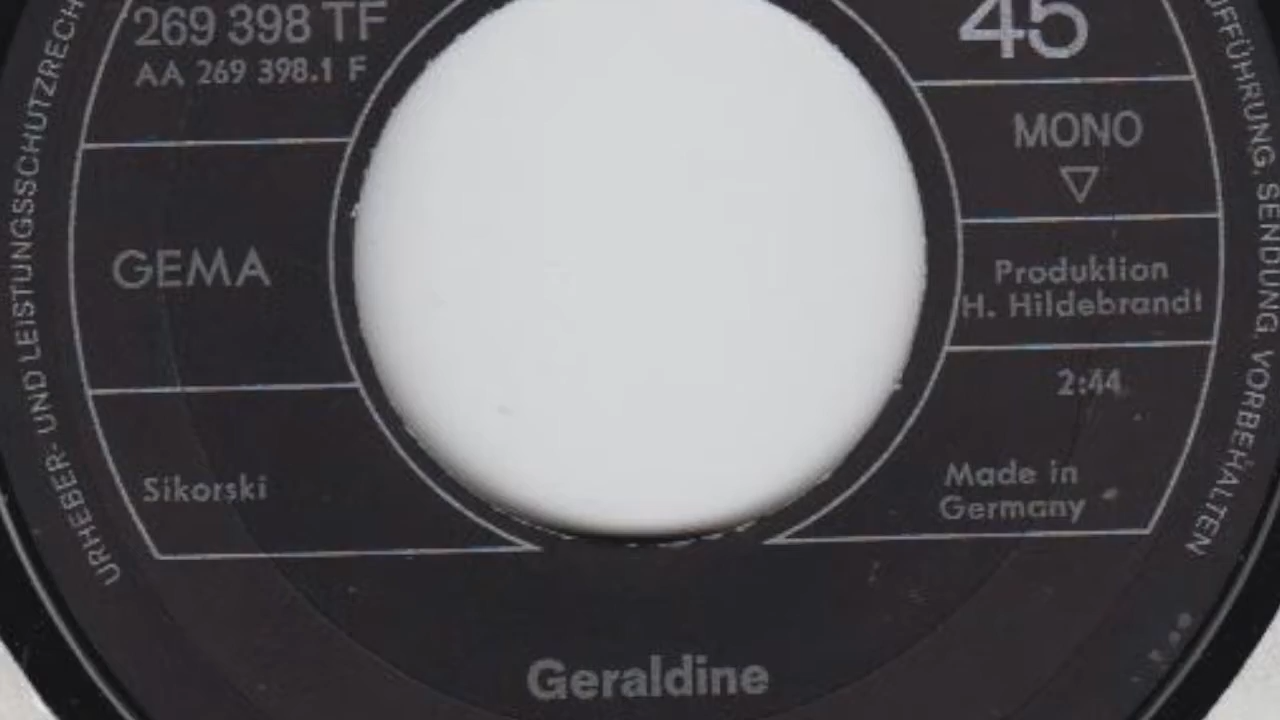 269 398 TF
AA 269 398.1 F
45
MONO
GEMA
Produktion
H. Hildebrandt
2:44
Sikorski
Made in
Germany
Geraldine
URHEBER- UND LEISTUNGSSCHUTZRECH
UFFÜHRUNG, SENDUNG, VORBEHALTEN